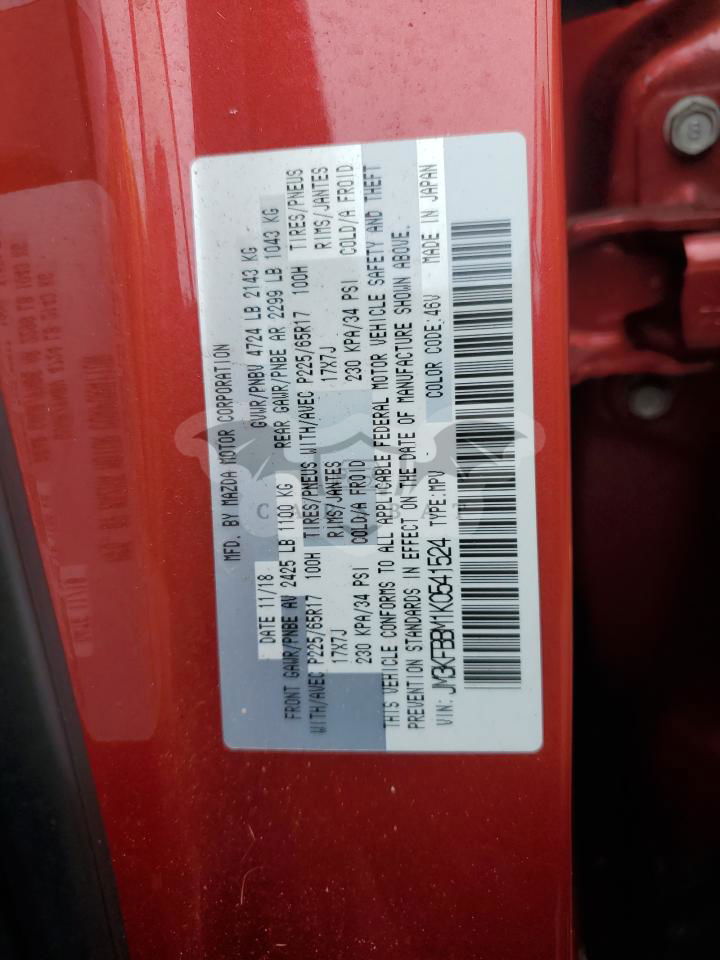 MFD. BY MAZDA MOTOR CORPORATION
DATE 11/18 GVWR/PNBV 4724 LB 2143 KG
FRONT GAWR/PNBE AV 2425 LB 1100 KG REAR GAWR/PNBE AR 2299 LB 1043 KG
WITH/AVEC P225/65R17 100H TIRES/PNEUS WITH/AVEC P225/65R17 100H TIRES/PNEUS
17X7J RIMS/JANTES 17X7J RIMS/JANTES
230 KPA/34 PSI COLD/A FROID 230 KPA/34 PSI COLD/A FROID
THIS VEHICLE CONFORMS TO ALL APPLICABLE FEDERAL MOTOR VEHICLE SAFETY AND THEFT
PREVENTION STANDARDS IN EFFECT ON THE DATE OF MANUFACTURE SHOWN ABOVE.
VIN: JM3KFBBM1K0541524 TYPE:MPV COLOR CODE:46V MADE IN JAPAN